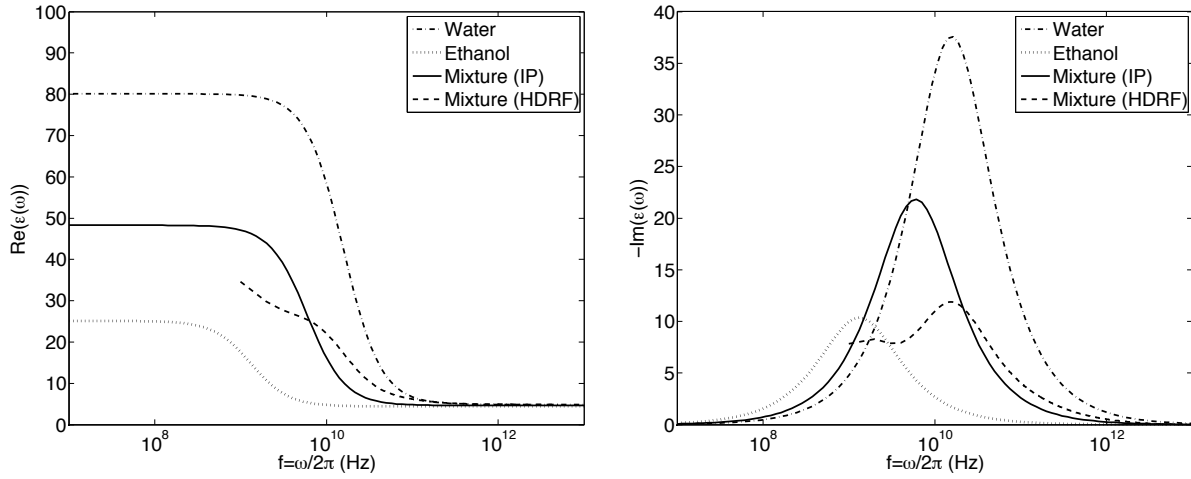 100
90
80
70
60
50
40
30
20
10
0
Re(ε(ω))
10^8
10^10
10^12
f=ω/2π (Hz)
Water
Ethanol
Mixture (IP)
Mixture (HDRF)
40
35
30
25
20
15
10
5
0
−Im(ε(ω))
10^8
10^10
10^12
f=ω/2π (Hz)
Water
Ethanol
Mixture (IP)
Mixture (HDRF)